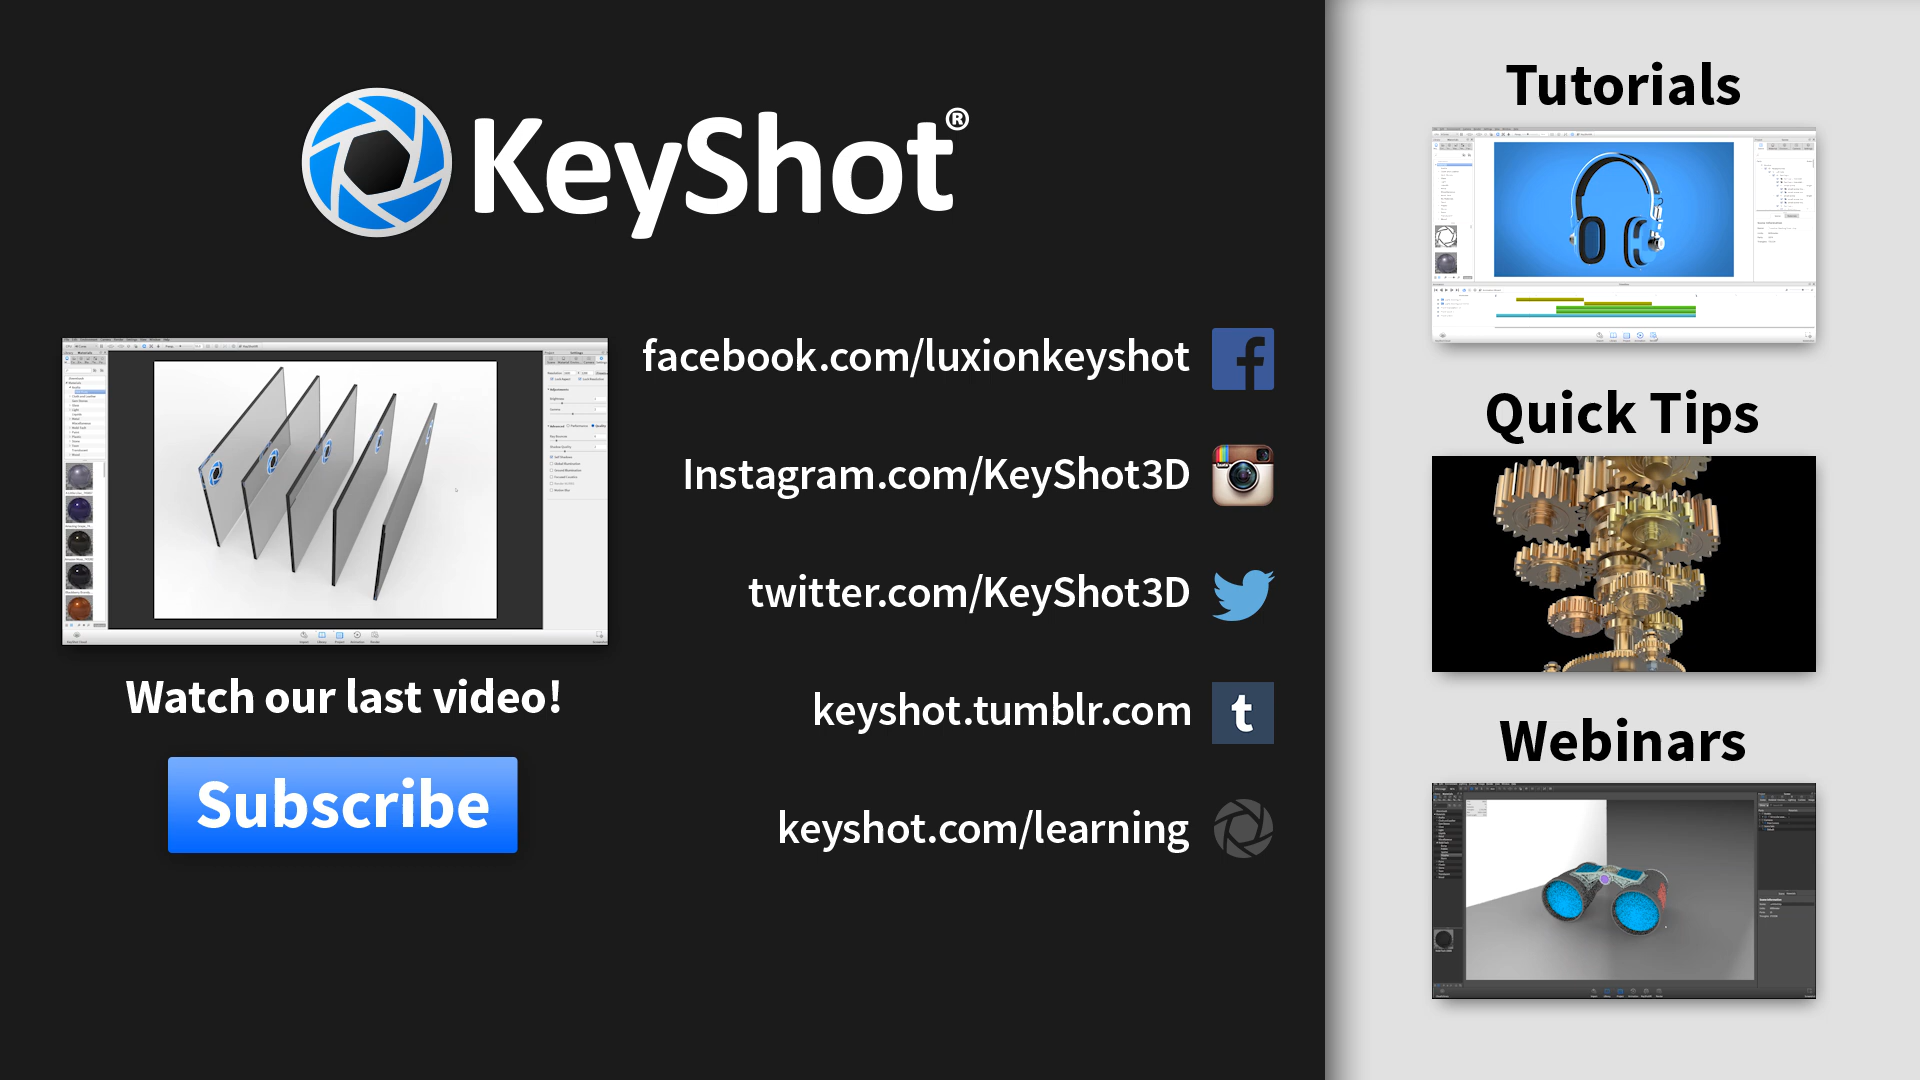 KeyShot®
facebook.com/luxionkeyshot
Instagram.com/KeyShot3D
twitter.com/KeyShot3D
keyshot.tumblr.com
keyshot.com/learning
Watch our last video!
Subscribe
Tutorials
Quick Tips
Webinars